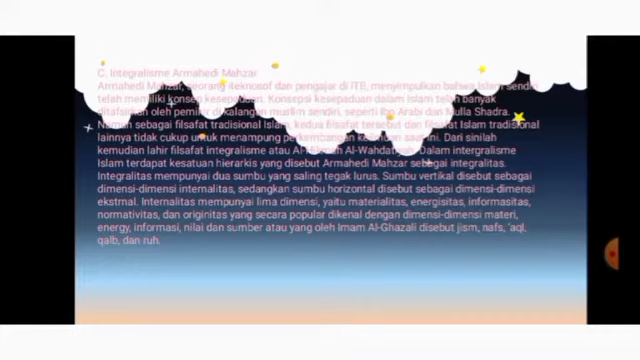 C. Integralisme Armahedi Mahzar
Armahedi Mahzar, seorang iteknosof dan pengajar di ITB, menyimpulkan bahwa Islam sendiri
telah memiliki konsep kesepaduan. Konsepsi kesepaduan dalam islam telah banyak
ditafsirkan oleh pemikir di kalangan muslim sendiri, seperti Ibn Arabi dan Mulla Shadra.
Namun sebagai filsafat tradisional Islam, kedua filsafat tersebut dan filsafat Islam tradisional
lainnya tidak cukup untuk menampung perkembangan saat ini. Dari sinilah
kemudian lahir filsafat integralisme atau Al-Hikmah Al-Wahdatiyah. Dalam intergralisme
Islam terdapat kesatuan hierarkis yang disebut Armahedi Mahzar sebagai integralitas.
Integralitas mempunyai dua sumbu yang saling tegak lurus. Sumbu vertikal disebut sebagai
dimensi-dimensi internalitas, sedangkan sumbu horizontal disebut sebagai dimensi-dimensi
ekstrnal. Internalitas mempunyai lima dimensi, yaitu materialitas, energisitas, informasitas,
normativitas, dan originitas yang secara popular dikenal dengan dimensi-dimensi materi,
energy, informasi, nilai dan sumber atau yang oleh Imam Al-Ghazali disebut jism, nafs, 'aql,
qalb, dan ruh.